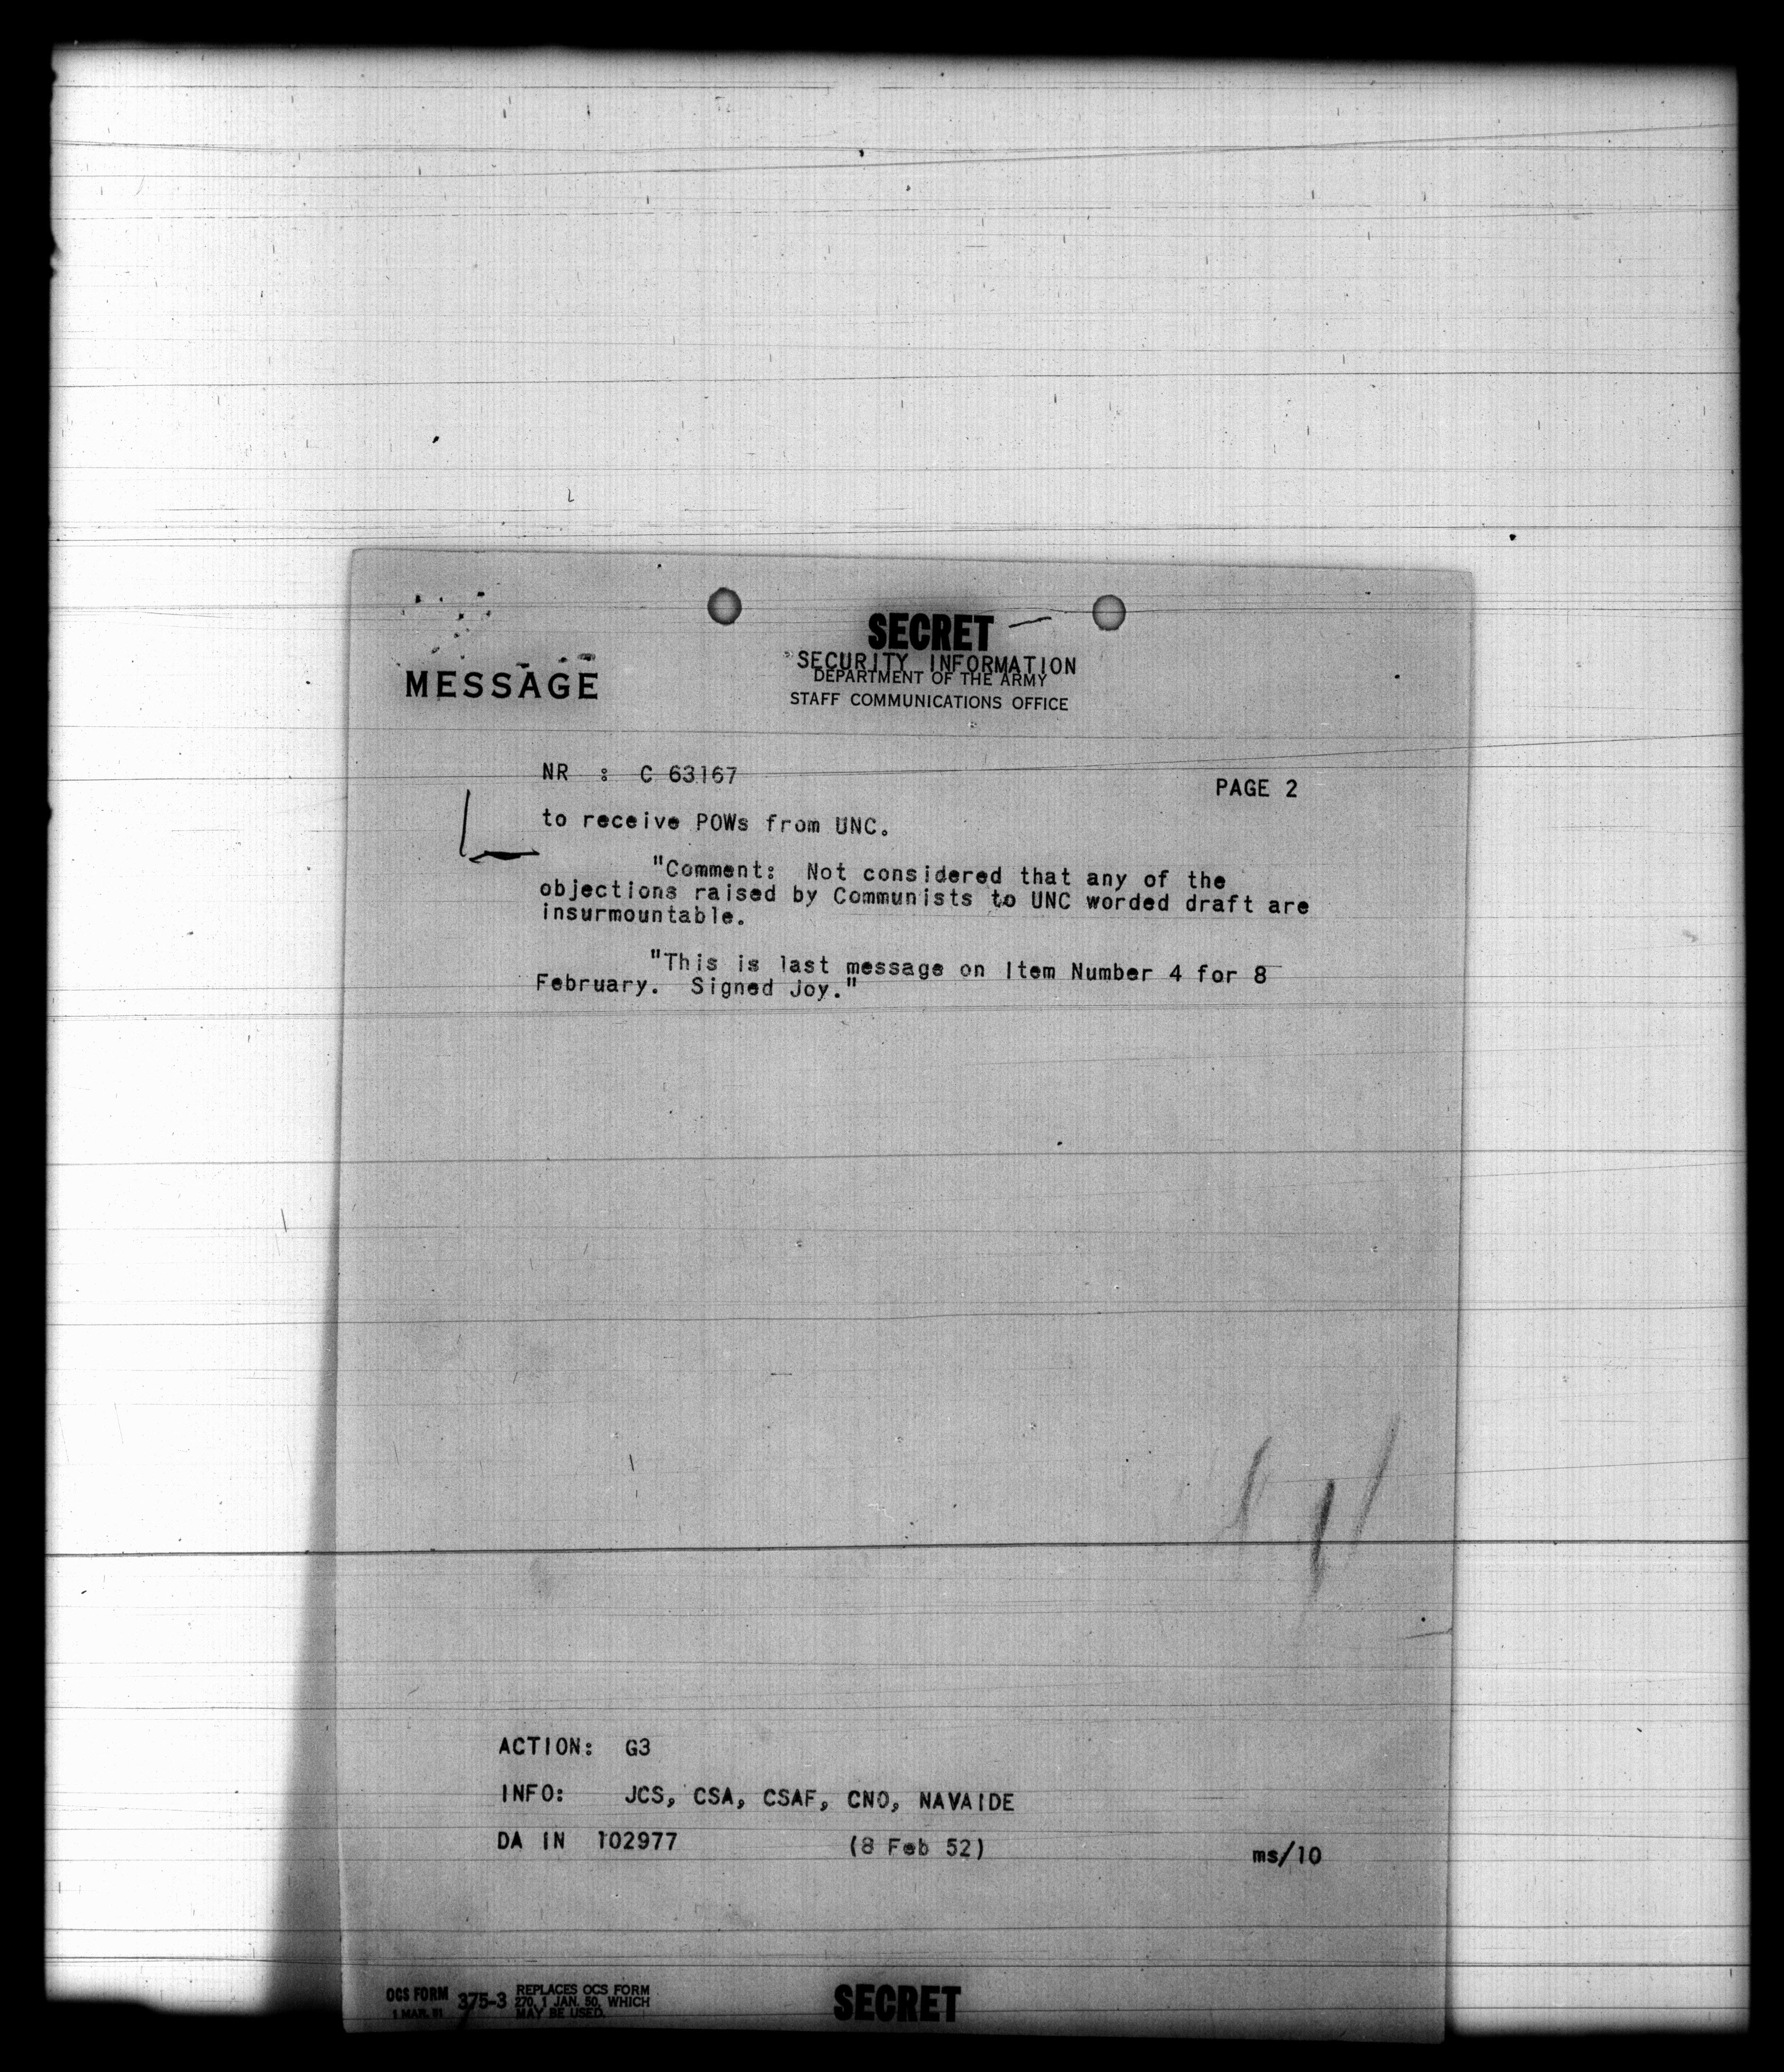 SECRET
SECURITY INFORMATION
DEPARTMENT OF THE ARMY
STAFF COMMUNICATIONS OFFICE
MESSAGE
NR : C 63167
PAGE 2
to receive POWs from UNC.
"Comment: Not considered that any of the
objections raised by Communists to UNC worded draft are
insurmountable.
"This is last message on Item Number 4 for 8
February. Signed Joy."
ACTION: G3
INFO: JCS, CSA, CSAF, CNO, NAVAIDE
DA IN 102977 (8 Feb 52) ms/10
OCS FORM 375-3 REPLACES OCS FORM
1 MAR. 51 270, 1 JAN. 50, WHICH
MAY BE USED.
SECRET